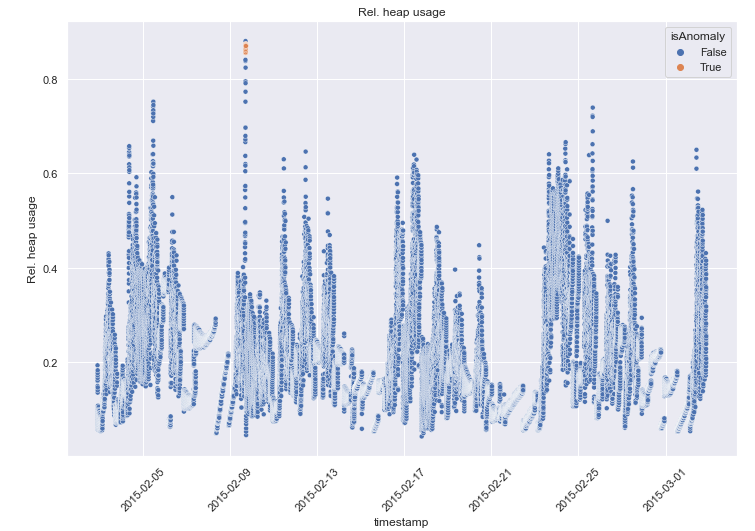 Rel. heap usage
isAnomaly
False
True
0.8
0.6
0.4
0.2
Rel. heap usage
2015-02-05
2015-02-09
2015-02-13
2015-02-17
2015-02-21
2015-02-25
2015-03-01
timestamp